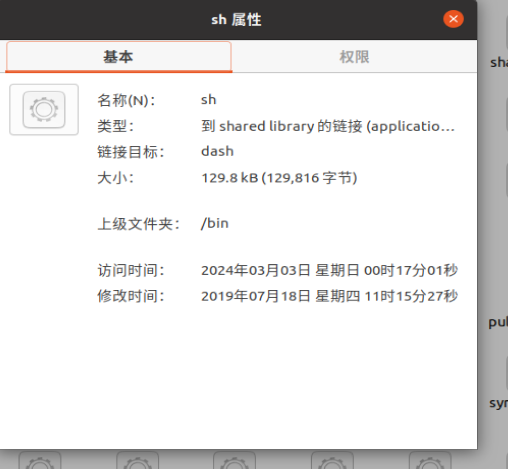 sh 属性
基本
权限
名称(N)： sh
类型： 到 shared library 的链接 (applicatio…
链接目标： dash
大小： 129.8 kB (129,816 字节)
上级文件夹： /bin
访问时间： 2024年03月03日 星期日 00时17分01秒
修改时间： 2019年07月18日 星期四 11时15分27秒
sha
pul
syn